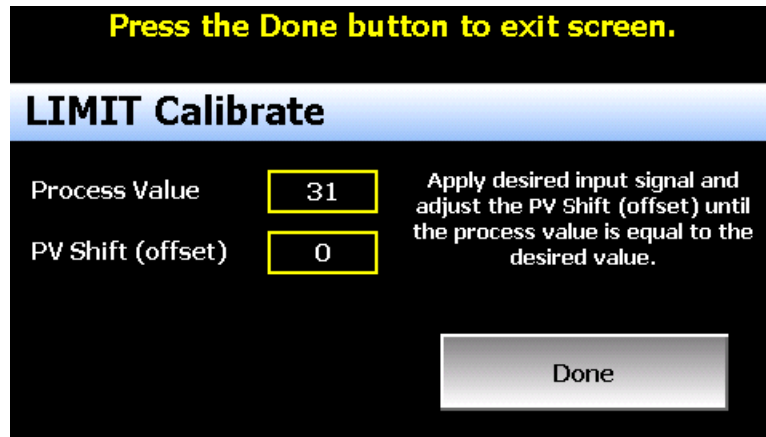 Press the Done button to exit screen.
LIMIT Calibrate
Process Value 31
PV Shift (offset) 0
Apply desired input signal and
adjust the PV Shift (offset) until
the process value is equal to the
desired value.
Done